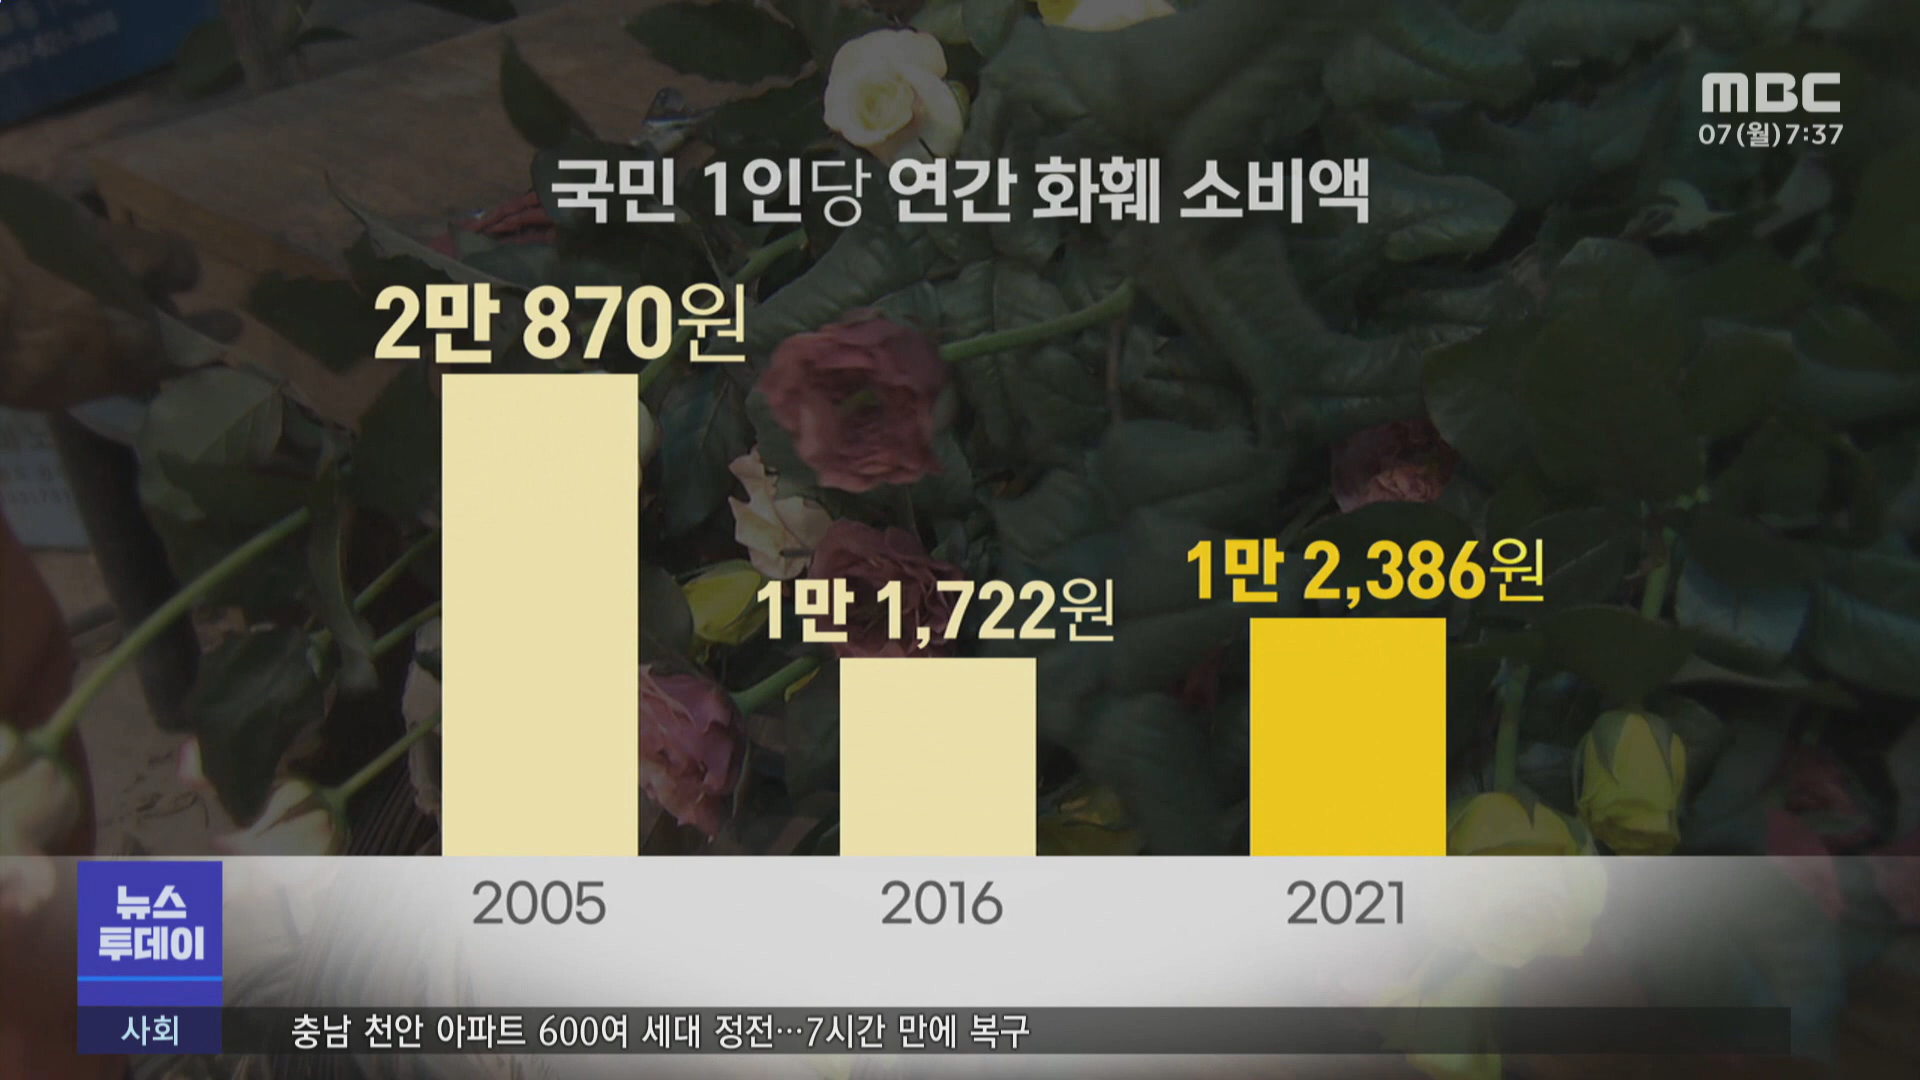 MBC
07(월)7:37
국민 1인당 연간 화훼 소비액
2만 870원
1만 1,722원
1만 2,386원
2005
2016
2021
뉴스
투데이
사회
충남 천안 아파트 600여 세대 정전…7시간 만에 복구